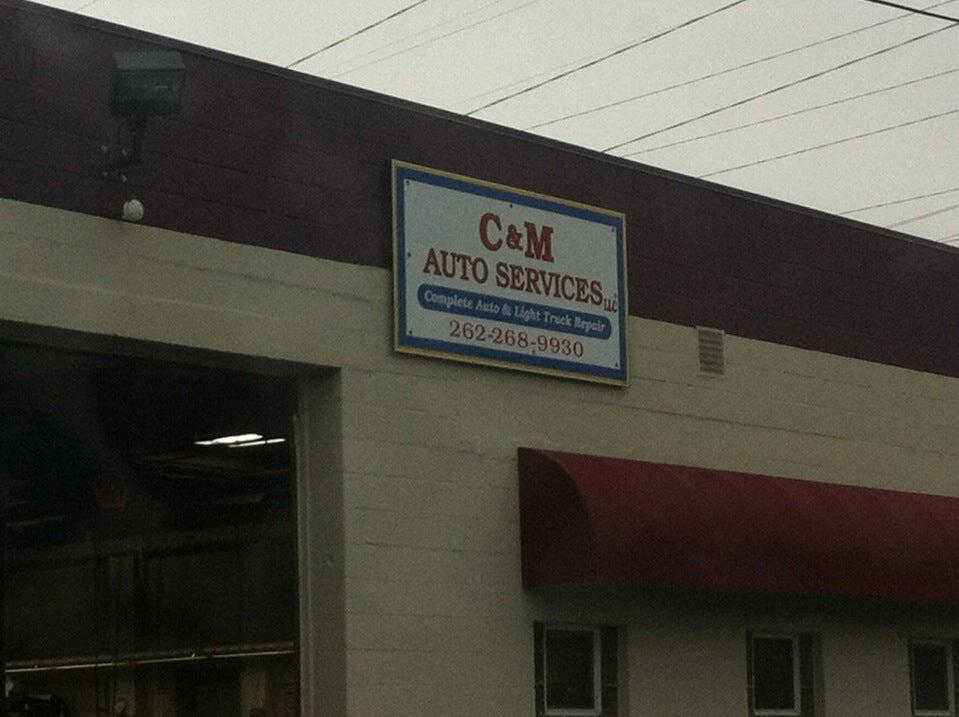 C&M
AUTO SERVICES LLC
Complete Auto & Light Truck Repair
262-268-9930